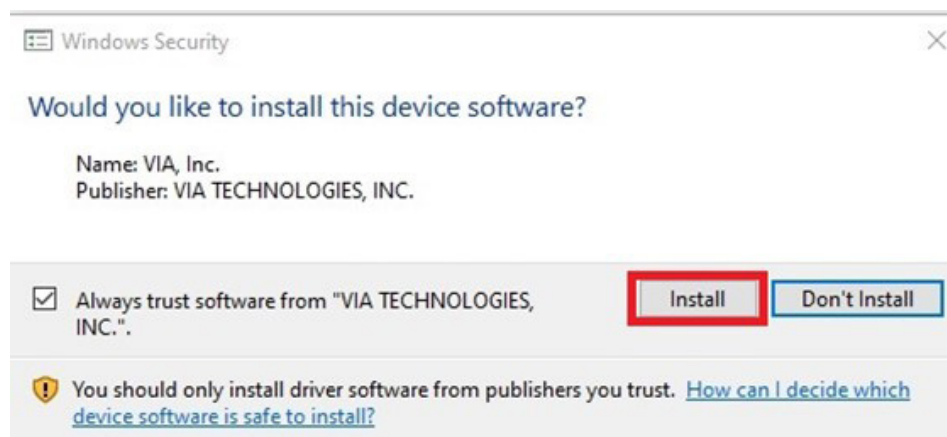 Windows Security
Would you like to install this device software?
Name: VIA, Inc.
Publisher: VIA TECHNOLOGIES, INC.
Always trust software from "VIA TECHNOLOGIES,
INC.".
Install
Don't Install
You should only install driver software from publishers you trust. How can I decide which
device software is safe to install?